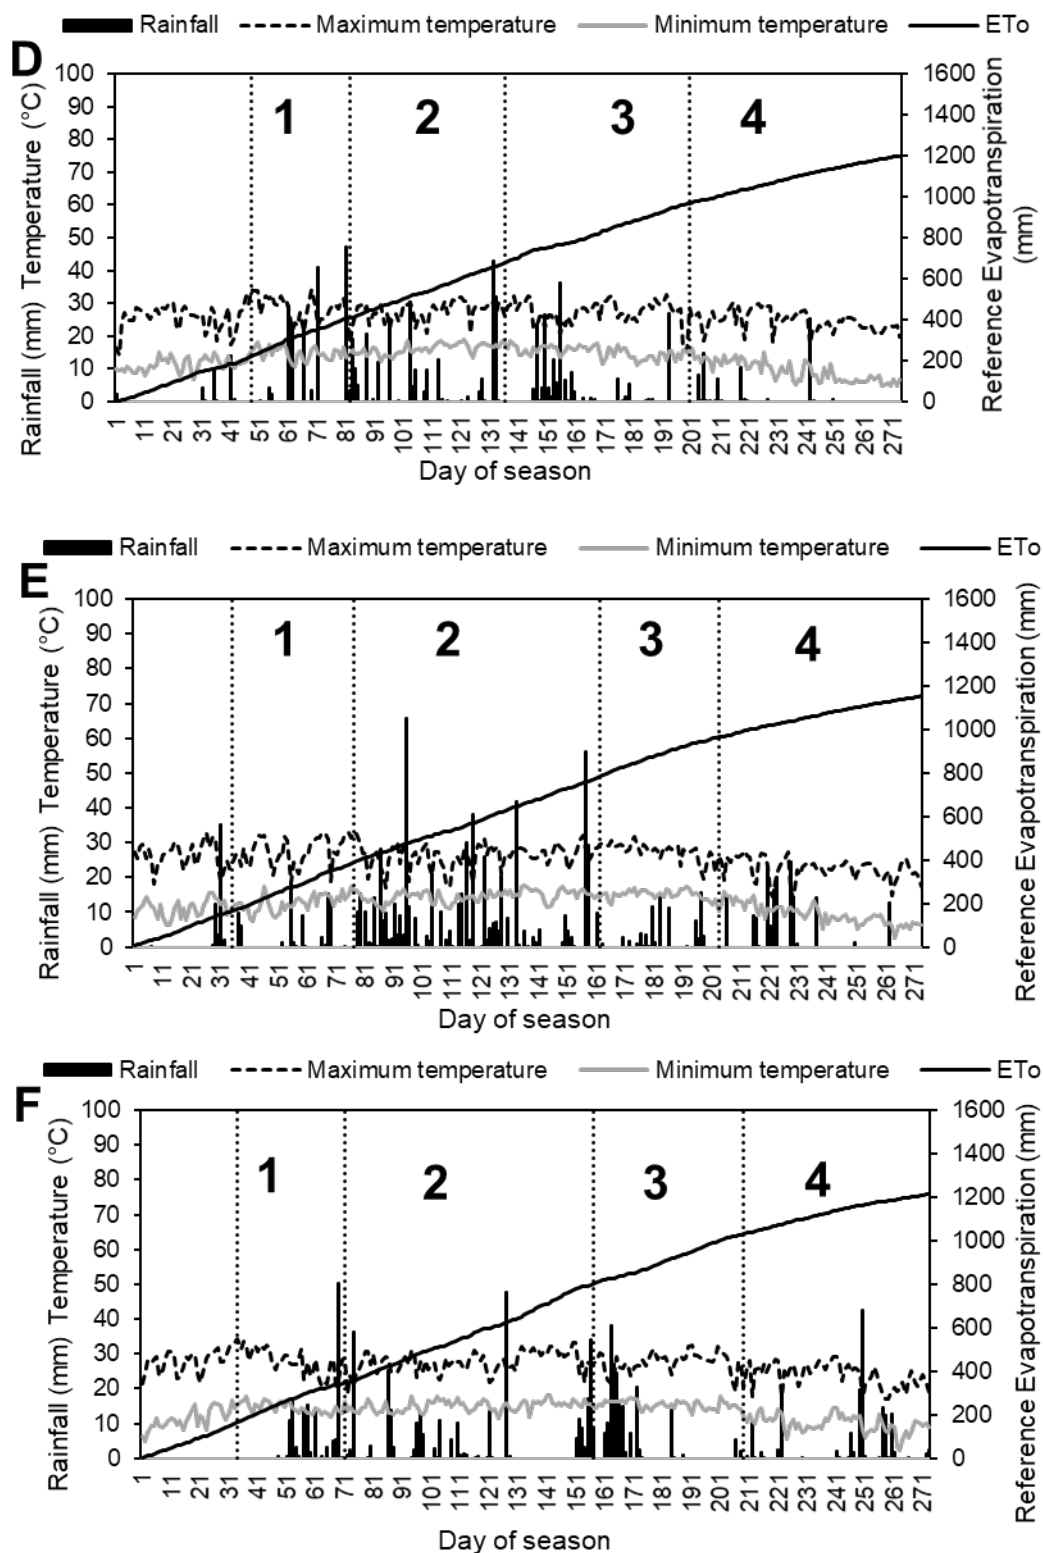 Rainfall Maximum temperature Minimum temperature ETo
D
Rainfall (mm) Temperature (°C)
100
90
80
70
60
50
40
30
20
10
0
1 2 3 4
1600
1400
1200
1000
800
600
400
200
0
Reference Evapotranspiration
(mm)
1 11 21 31 41 51 61 71 81 91 101 111 121 131 141 151 161 171 181 191 201 211 221 231 241 251 261 271
Day of season
Rainfall Maximum temperature Minimum temperature ETo
E
Rainfall (mm) Temperature (°C)
100
90
80
70
60
50
40
30
20
10
0
1 2 3 4
1600
1400
1200
1000
800
600
400
200
0
Reference Evapotranspiration (mm)
1 11 21 31 41 51 61 71 81 91 101 111 121 131 141 151 161 171 181 191 201 211 221 231 241 251 261 271
Day of season
Rainfall Maximum temperature Minimum temperature ETo
F
Rainfall (mm) Temperature (°C)
100
90
80
70
60
50
40
30
20
10
0
1 2 3 4
1600
1400
1200
1000
800
600
400
200
0
Reference Evapotranspiration (mm)
1 11 21 31 41 51 61 71 81 91 101 111 121 131 141 151 161 171 181 191 201 211 221 231 241 251 261 271
Day of season